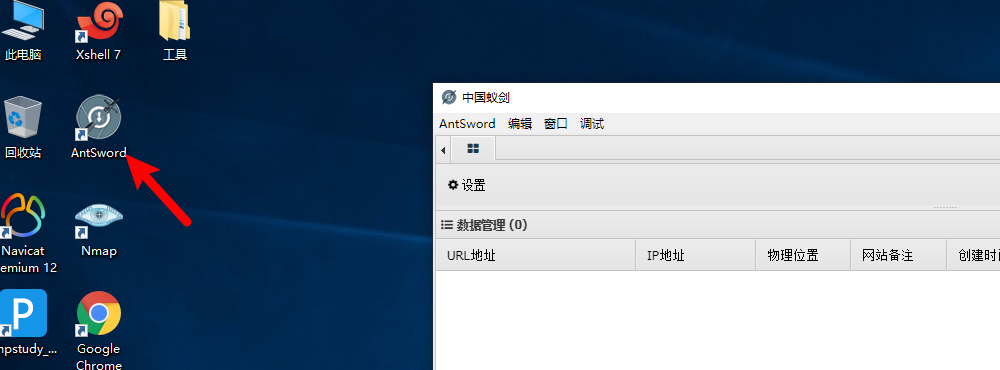 此电脑
Xshell 7
工具
回收站
AntSword
Navicat
emium 12
Nmap
npstudy_...
Google
Chrome
中国蚁剑
AntSword 编辑 窗口 调试
设置
数据管理 (0)
URL地址 IP地址 物理位置 网站备注 创建时间